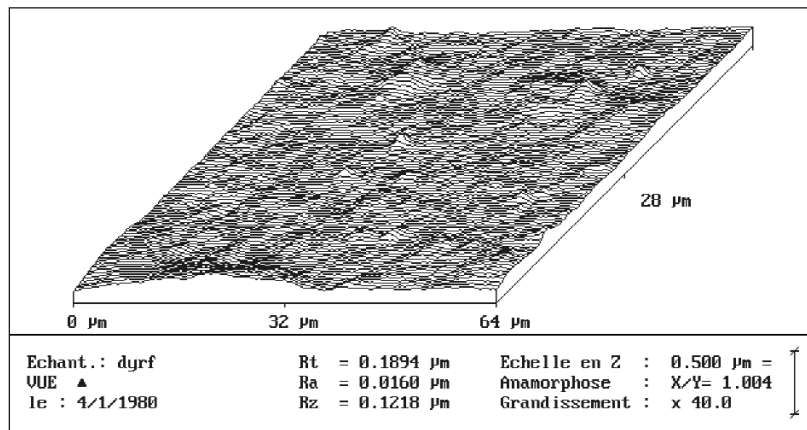 28 µm
0 µm 32 µm 64 µm
Echant.: dyrf Rt = 0.1894 µm Echelle en Z : 0.500 µm =
VUE ▲ Ra = 0.0160 µm Anamorphose : X/Y= 1.004
le : 4/1/1980 Rz = 0.1218 µm Grandissement : x 40.0